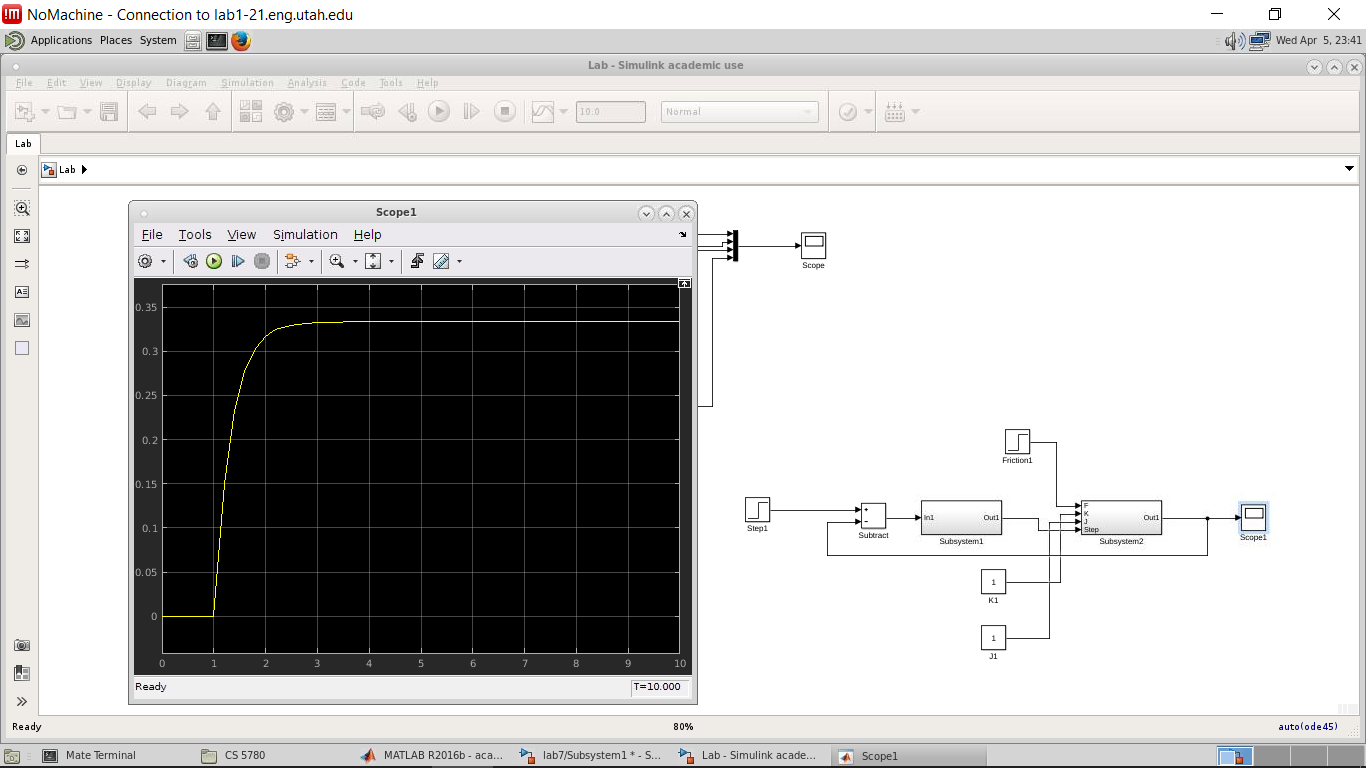 NoMachine - Connection to lab1-21.eng.utah.edu
Applications Places System Wed Apr 5, 23:41
Lab - Simulink academic use
File Edit View Display Diagram Simulation Analysis Code Tools Help
10.0 Normal
Lab
Lab
Scope1
File Tools View Simulation Help
0.35
0.3
0.25
0.2
0.15
0.1
0.05
0
0 1 2 3 4 5 6 7 8 9 10
Ready T=10.000
Scope
Friction1
Step1
+
−
Subtract
In1 Out1
Subsystem1
F
K
J
Step
Out1
Subsystem2
Scope1
1
K1
1
J1
Ready 80% auto(ode45)
Mate Terminal CS 5780 MATLAB R2016b - aca... lab7/Subsystem1 * - S... Lab - Simulink acade... Scope1